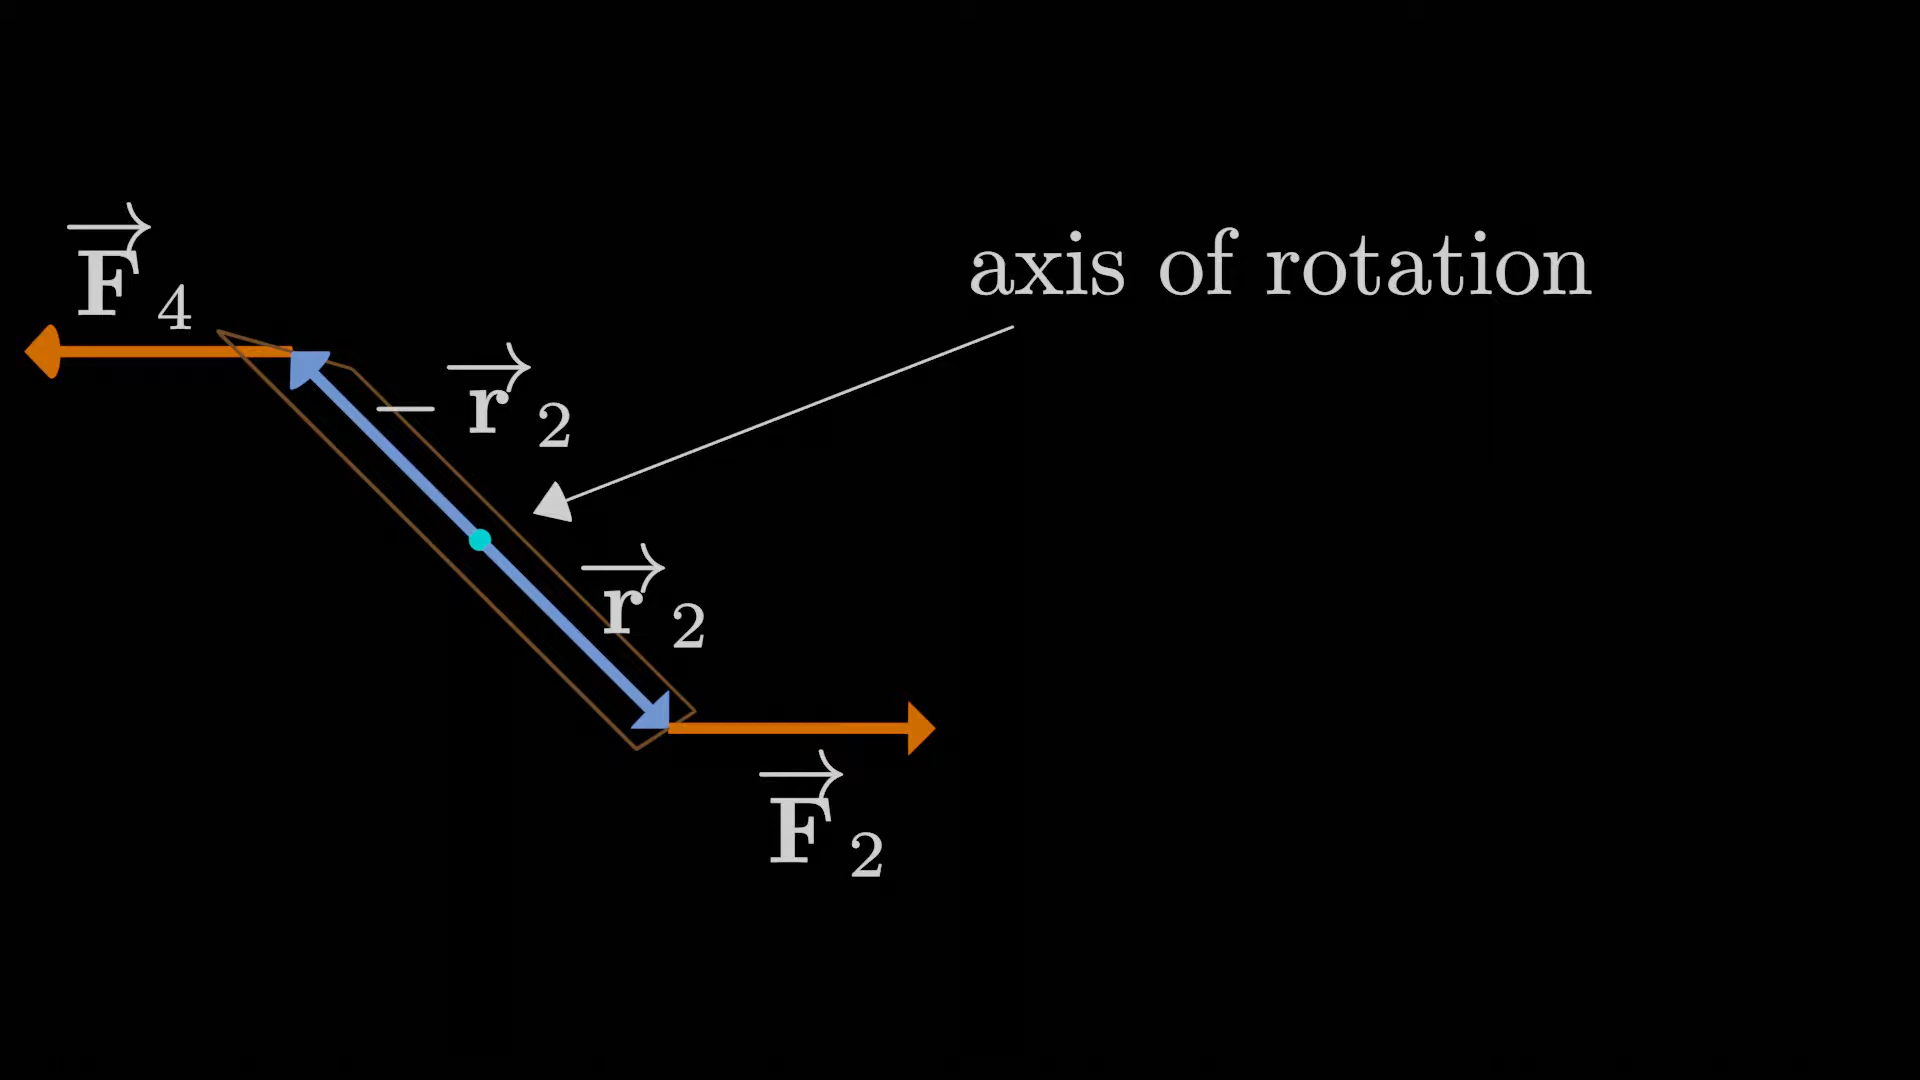 F⃗₄
axis of rotation
−r⃗₂
r⃗₂
F⃗₂